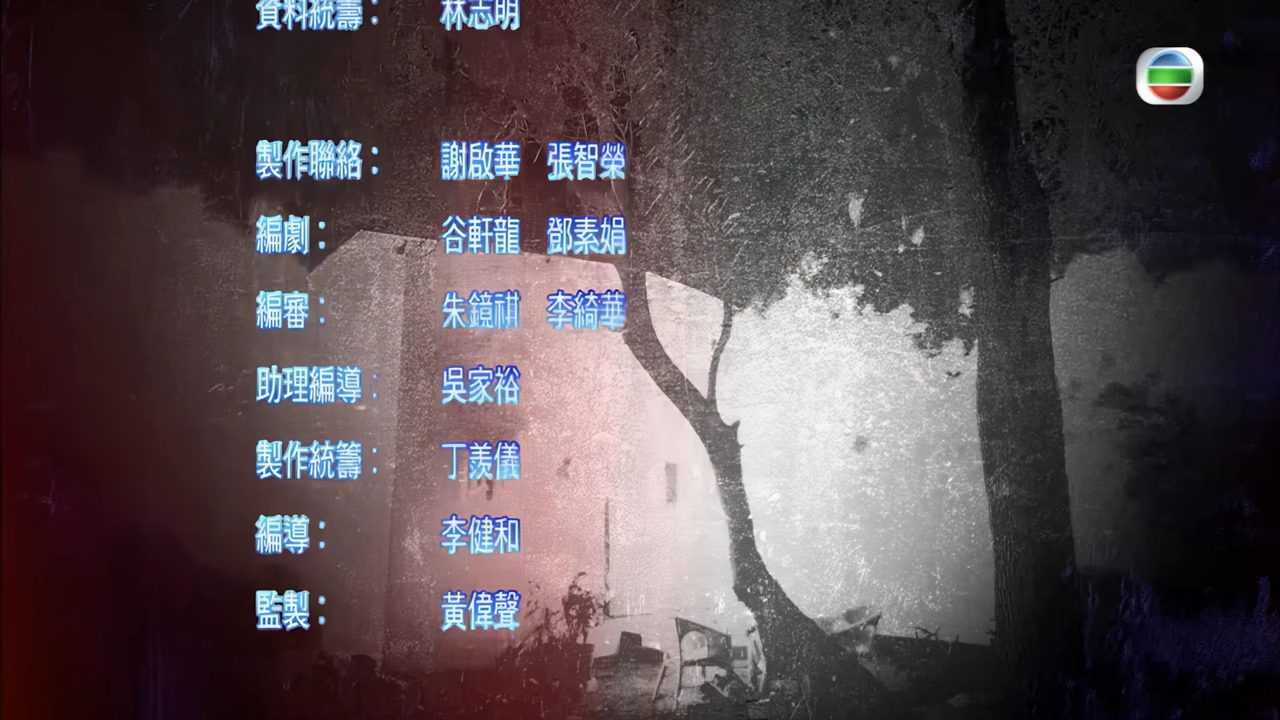 資料統籌： 林志明
製作聯絡： 謝啟華 張智榮
編劇： 谷軒龍 鄧素娟
編審： 朱鏡祺 李綺華
助理編導： 吳家裕
製作統籌： 丁羨儀
編導： 李健和
監製： 黃偉聲